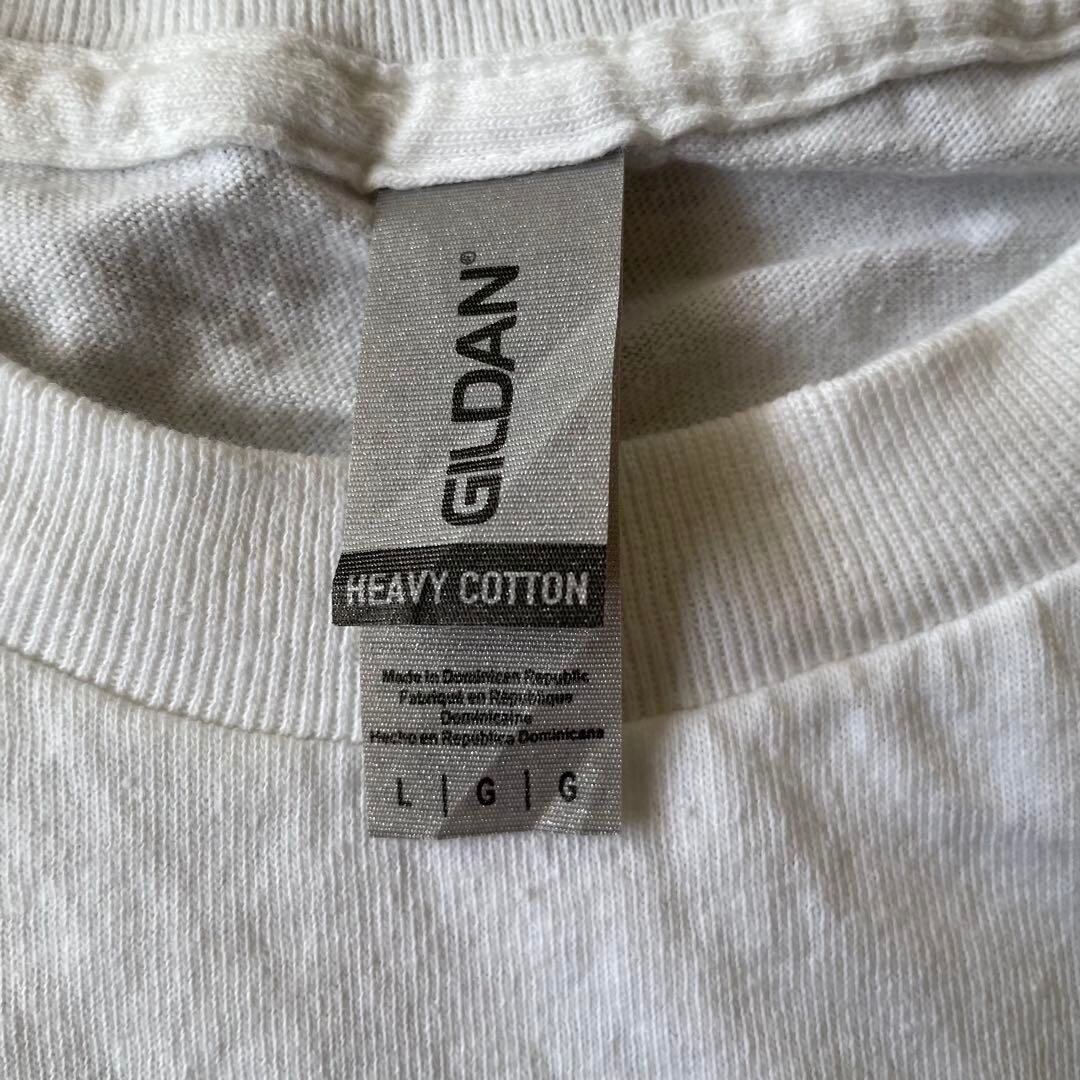 GILDAN®
HEAVY COTTON
Made in Dominican Republic
Fabriqué en République
Dominicaine
Hecho en República Dominicana
L | G | G